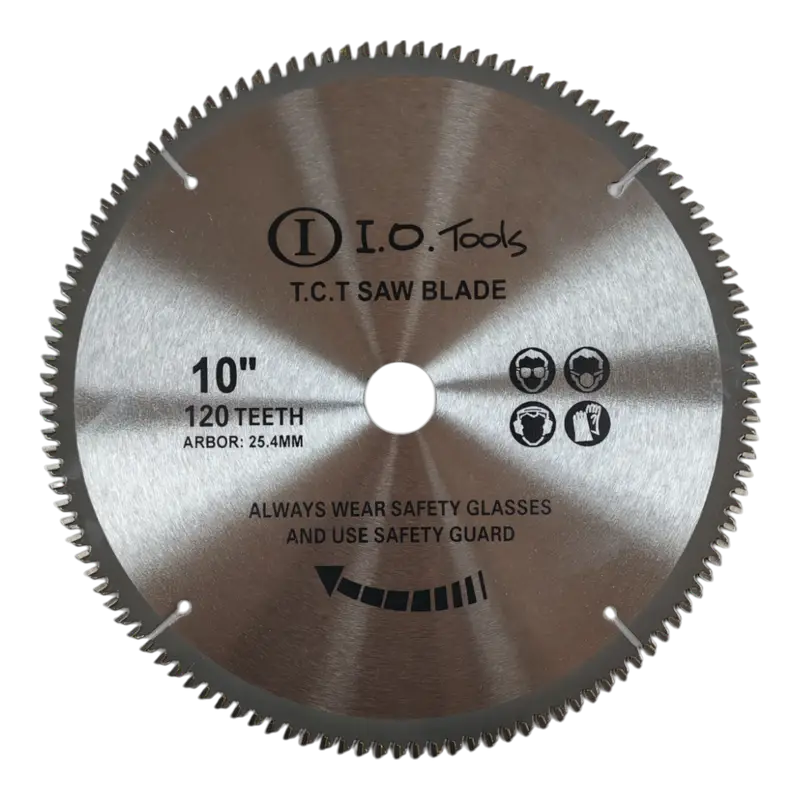 I I.O. Tools
T.C.T SAW BLADE
10"
120 TEETH
ARBOR: 25.4MM
ALWAYS WEAR SAFETY GLASSES
AND USE SAFETY GUARD